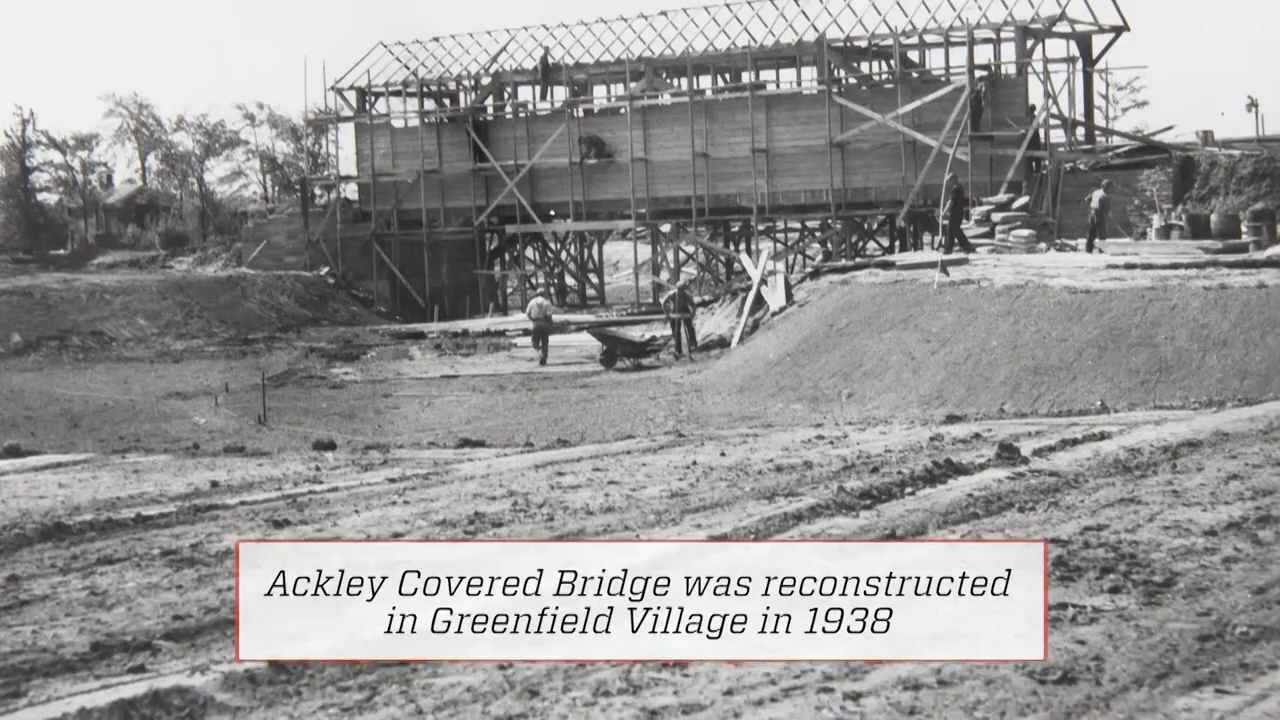 Ackley Covered Bridge was reconstructed
in Greenfield Village in 1938